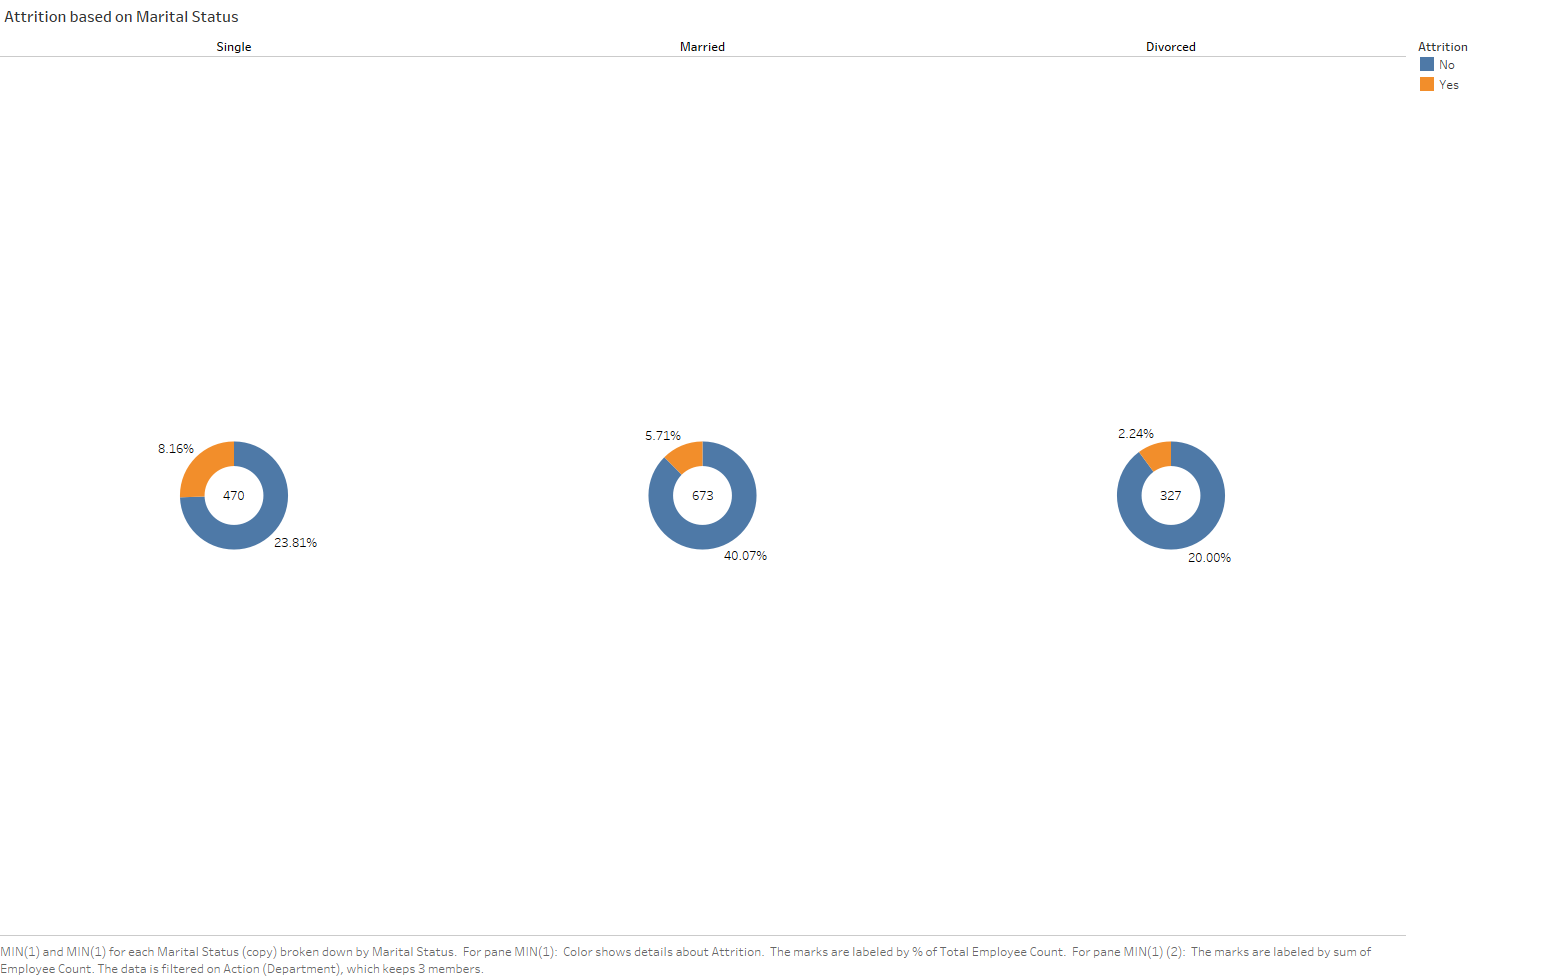 Attrition based on Marital Status
Single
Married
Divorced
Attrition
No
Yes
8.16%
470
23.81%
5.71%
673
40.07%
2.24%
327
20.00%
MIN(1) and MIN(1) for each Marital Status (copy) broken down by Marital Status.  For pane MIN(1):  Color shows details about Attrition.  The marks are labeled by % of Total Employee Count.  For pane MIN(1) (2):  The marks are labeled by sum of
Employee Count. The data is filtered on Action (Department), which keeps 3 members.